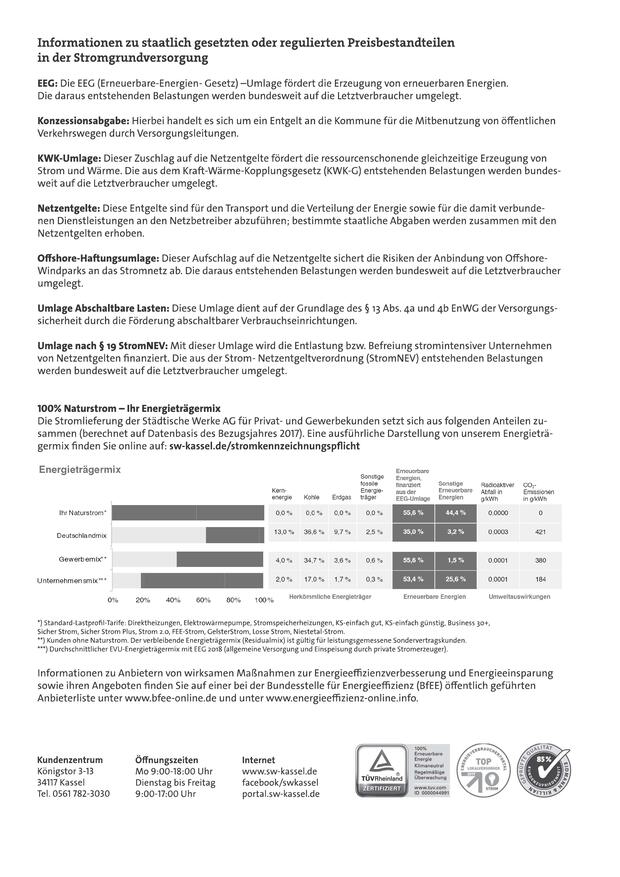 Informationen zu staatlich gesetzten oder regulierten Preisbestandteilen
in der Stromgrundversorgung
EEG: Die EEG (Erneuerbare-Energien- Gesetz) –Umlage fördert die Erzeugung von erneuerbaren Energien.
Die daraus entstehenden Belastungen werden bundesweit auf die Letztverbraucher umgelegt.
Konzessionsabgabe: Hierbei handelt es sich um ein Entgelt an die Kommune für die Mitbenutzung von öffentlichen
Verkehrswegen durch Versorgungsleitungen.
KWK-Umlage: Dieser Zuschlag auf die Netzentgelte fördert die ressourcenschonende gleichzeitige Erzeugung von
Strom und Wärme. Die aus dem Kraft-Wärme-Kopplungsgesetz (KWK-G) entstehenden Belastungen werden bundes-
weit auf die Letztverbraucher umgelegt.
Netzentgelte: Diese Entgelte sind für den Transport und die Verteilung der Energie sowie für die damit verbunde-
nen Dienstleistungen an den Netzbetreiber abzuführen; bestimmte staatliche Abgaben werden zusammen mit den
Netzentgelten erhoben.
Offshore-Haftungsumlage: Dieser Aufschlag auf die Netzentgelte sichert die Risiken der Anbindung von Offshore-
Windparks an das Stromnetz ab. Die daraus entstehenden Belastungen werden bundesweit auf die Letztverbraucher
umgelegt.
Umlage Abschaltbare Lasten: Diese Umlage dient auf der Grundlage des § 13 Abs. 4a und 4b EnWG der Versorgungs-
sicherheit durch die Förderung abschaltbarer Verbrauchseinrichtungen.
Umlage nach § 19 StromNEV: Mit dieser Umlage wird die Entlastung bzw. Befreiung stromintensiver Unternehmen
von Netzentgelten finanziert. Die aus der Strom- Netzentgeltverordnung (StromNEV) entstehenden Belastungen
werden bundesweit auf die Letztverbraucher umgelegt.
100% Naturstrom – Ihr Energieträgermix
Die Stromlieferung der Städtische Werke AG für Privat- und Gewerbekunden setzt sich aus folgenden Anteilen zu-
sammen (berechnet auf Datenbasis des Bezugsjahres 2017). Eine ausführliche Darstellung von unserem Energieträ-
germix finden Sie online auf: sw-kassel.de/stromkennzeichnungspflicht
Energieträgermix
Kern-
energie
Kohle
Erdgas
Sonstige
fossile
Energie-
träger
Erneuerbare
Energien,
finanziert
aus der
EEG-Umlage
Sonstige
Erneuerbare
Energien
Radioaktiver
Abfall in
g/kWh
CO2-
Emissionen
in g/kWh
Ihr Naturstrom* 0,0 % 0,0 % 0,0 % 0,0 % 55,6 % 44,4 % 0.0000 0
Deutschlandmix 13,0 % 36,6 % 9,7 % 2,5 % 35,0 % 3,2 % 0.0003 421
Gewerbemix** 4,0 % 34,7 % 3,6 % 0,6 % 55,6 % 1,5 % 0.0001 380
Unternehmensmix*** 2,0 % 17,0 % 1,7 % 0,3 % 53,4 % 25,6 % 0.0001 184
0% 20% 40% 60% 80% 100% Herkömmliche Energieträger Erneuerbare Energien Umweltauswirkungen
*) Standard-Lastprofil-Tarife: Direktheizungen, Elektrowärmepumpe, Stromspeicherheizungen, KS-einfach gut, KS-einfach günstig, Business 30+,
Sicher Strom, Sicher Strom Plus, Strom 2.0, FEE-Strom, GelsterStrom, Losse Strom, Niestetal-Strom.
**) Kunden ohne Naturstrom. Der verbleibende Energieträgermix (Residualmix) ist gültig für leistungsgemessene Sondervertragskunden.
***) Durchschnittlicher EVU-Energieträgermix mit EEG 2018 (allgemeine Versorgung und Einspeisung durch private Stromerzeuger).
Informationen zu Anbietern von wirksamen Maßnahmen zur Energieeffizienzverbesserung und Energieeinsparung
sowie ihren Angeboten finden Sie auf einer bei der Bundesstelle für Energieeffizienz (BfEE) öffentlich geführten
Anbieterliste unter www.bfee-online.de und unter www.energieeffizienz-online.info.
Kundenzentrum
Königstor 3-13
34117 Kassel
Tel. 0561 782-3030
Öffnungszeiten
Mo 9:00-18:00 Uhr
Dienstag bis Freitag
9:00-17:00 Uhr
Internet
www.sw-kassel.de
facebook/swkassel
portal.sw-kassel.de
TÜVRheinland
ZERTIFIZIERT
100%
Erneuerbare
Energie
Klimaneutral
Regelmäßige
Überwachung
www.tuv.com
ID 0000044991
ENERGIEVERBRAUCHERPORTAL
TOP
LOKALVERSORGER
STROM
GEPRÜFTE QUALITÄT
85%